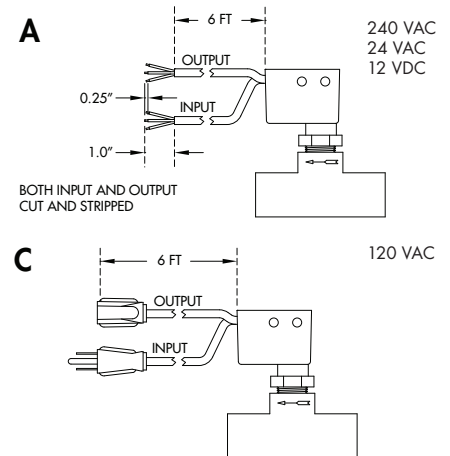 A
6 FT
240 VAC
24 VAC
12 VDC
OUTPUT
0.25"
INPUT
1.0"
BOTH INPUT AND OUTPUT
CUT AND STRIPPED
C
6 FT
120 VAC
OUTPUT
INPUT